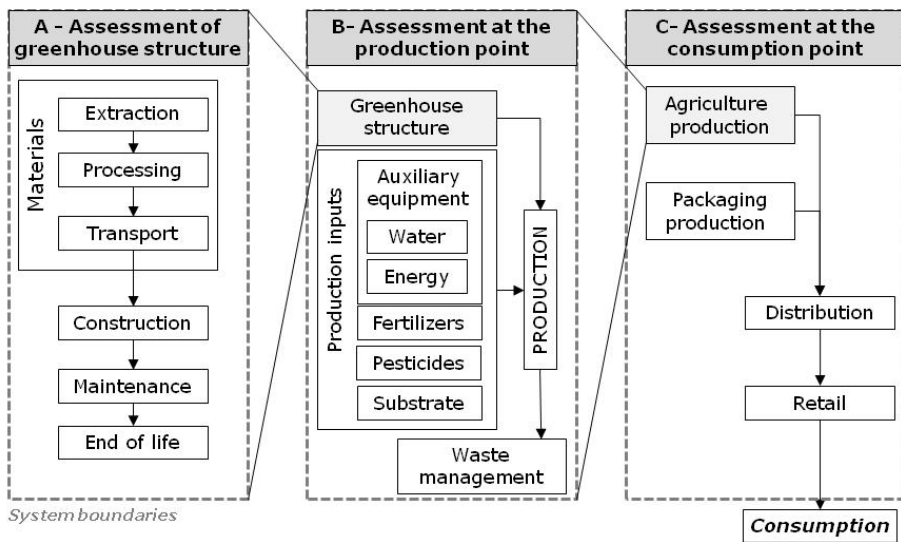 A – Assessment of
greenhouse structure
Materials
Extraction
Processing
Transport
Construction
Maintenance
End of life
System boundaries
B– Assessment at the
production point
Greenhouse
structure
Production inputs
Auxiliary
equipment
Water
Energy
Fertilizers
Pesticides
Substrate
PRODUCTION
Waste
management
C– Assessment at the
consumption point
Agriculture
production
Packaging
production
Distribution
Retail
Consumption